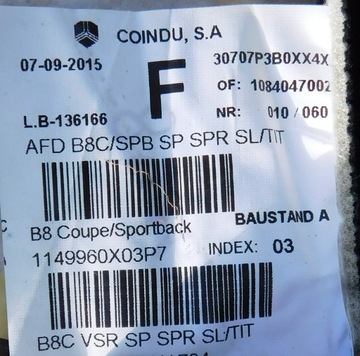 COINDU, S.A
07-09-2015
F
30707P3B0XX4X
OF: 1084047002
L.B-136166
NR: 010 / 060
AFD B8C/SPB SP SPR SL/TIT
B8 Coupe/Sportback
BAUSTAND A
1149960X03P7
INDEX: 03
B8C VSR SP SPR SL/TIT